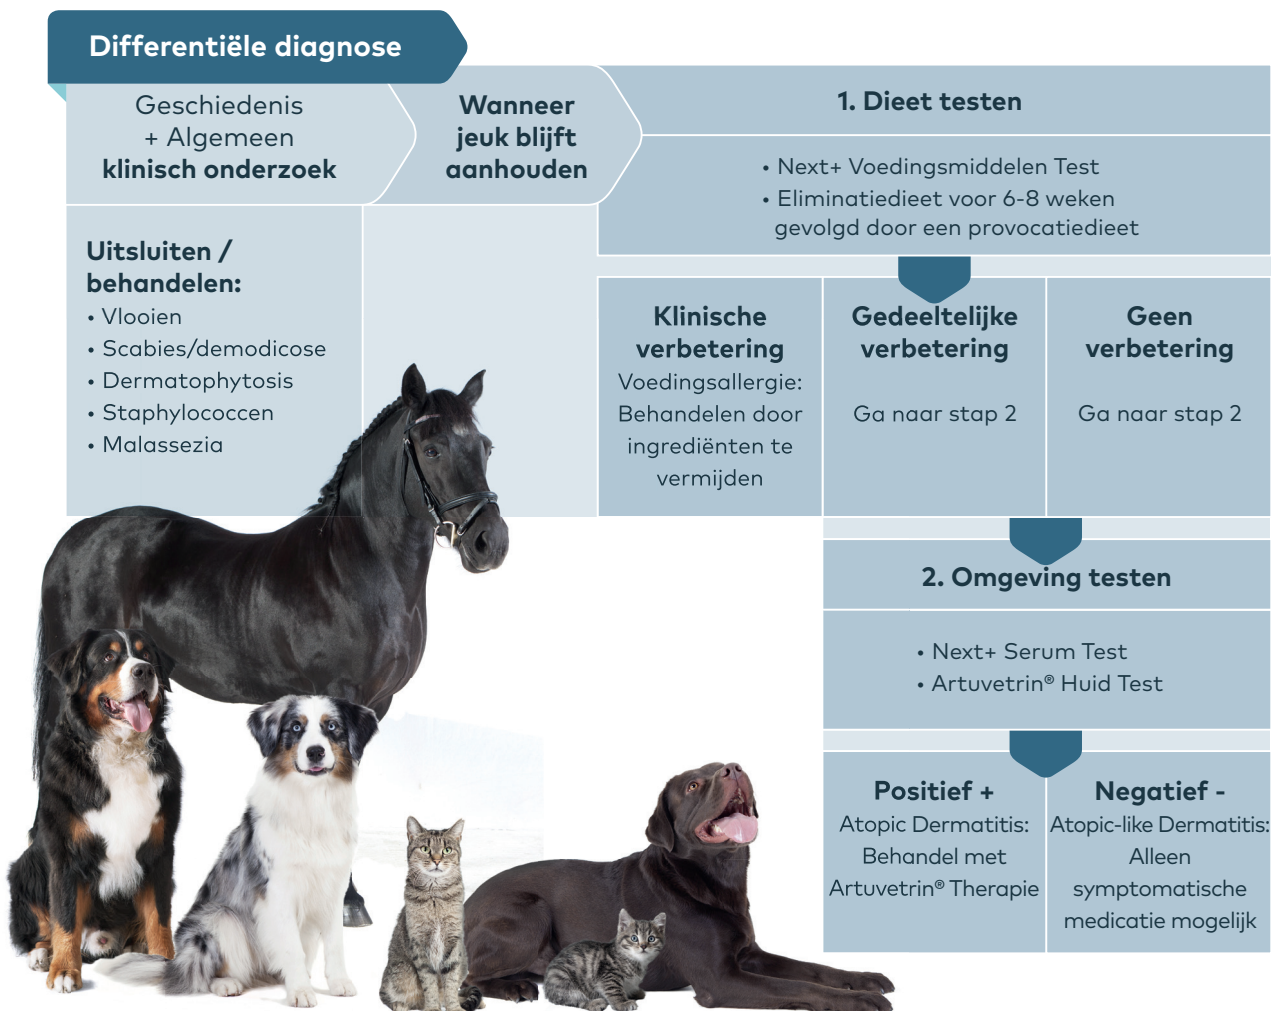 Differentiële diagnose
Geschiedenis
+ Algemeen
klinisch onderzoek
Wanneer
jeuk blijft
aanhouden
Uitsluiten /
behandelen:
• Vlooien
• Scabies/demodicose
• Dermatophytosis
• Staphylococcen
• Malassezia
1. Dieet testen
• Next+ Voedingsmiddelen Test
• Eliminatiedieet voor 6-8 weken
gevolgd door een provocatiedieet
Klinische
verbetering
Voedingsallergie:
Behandelen door
ingrediënten te
vermijden
Gedeeltelijke
verbetering
Ga naar stap 2
Geen
verbetering
Ga naar stap 2
2. Omgeving testen
• Next+ Serum Test
• Artuvetrin® Huid Test
Positief +
Atopic Dermatitis:
Behandel met
Artuvetrin® Therapie
Negatief -
Atopic-like Dermatitis:
Alleen
symptomatische
medicatie mogelijk